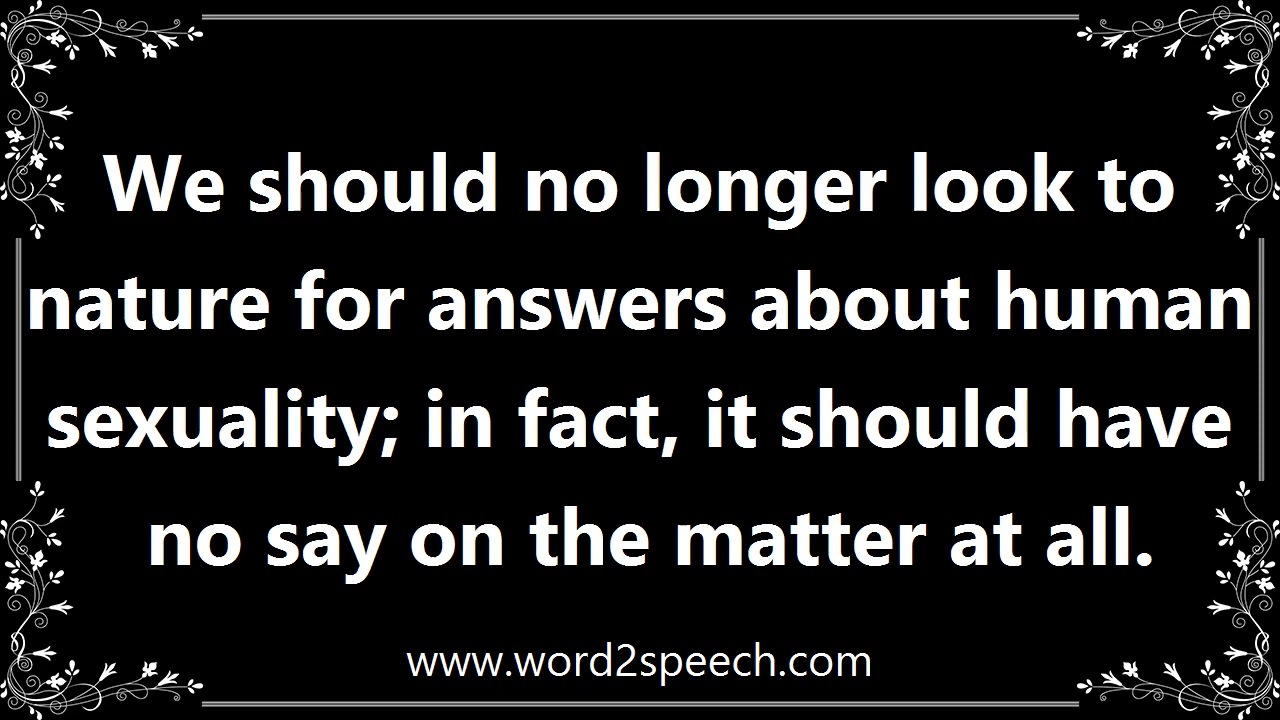 We should no longer look to
nature for answers about human
sexuality; in fact, it should have
no say on the matter at all.
www.word2speech.com